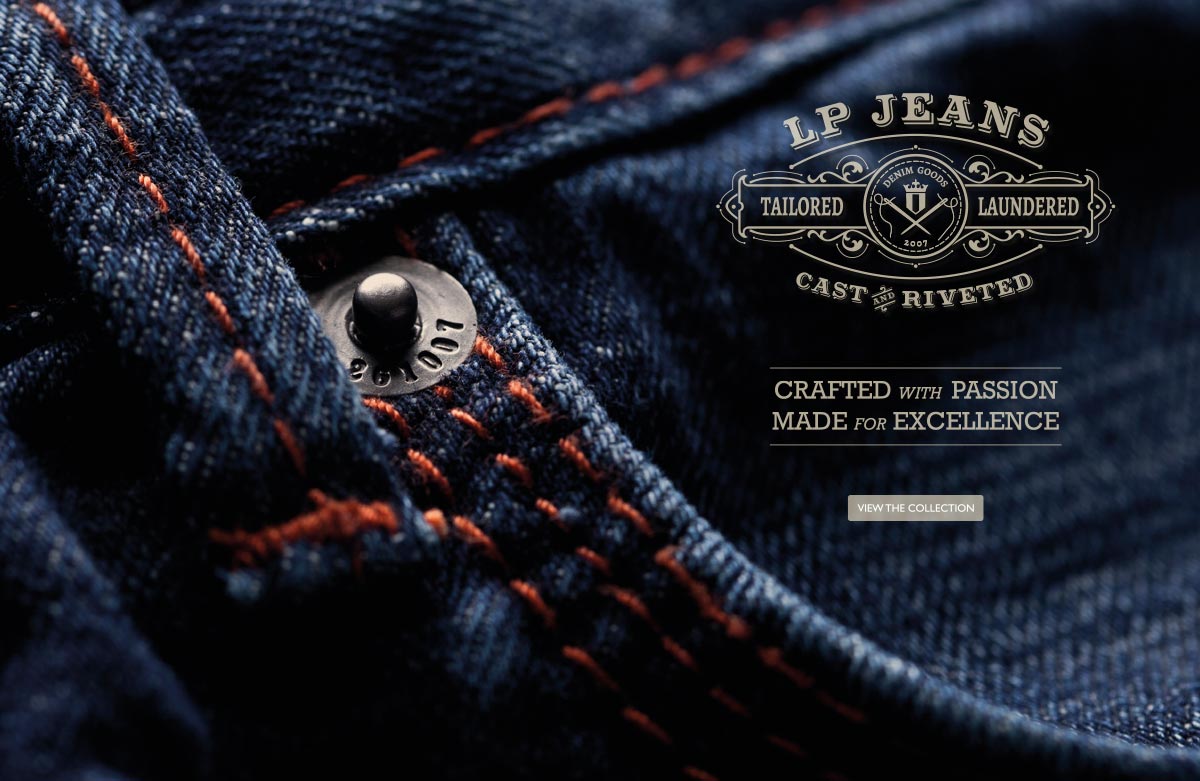 LP JEANS
DENIM GOODS
TAILORED
LAUNDERED
2007
CAST AND RIVETED
CRAFTED WITH PASSION
MADE FOR EXCELLENCE
VIEW THE COLLECTION